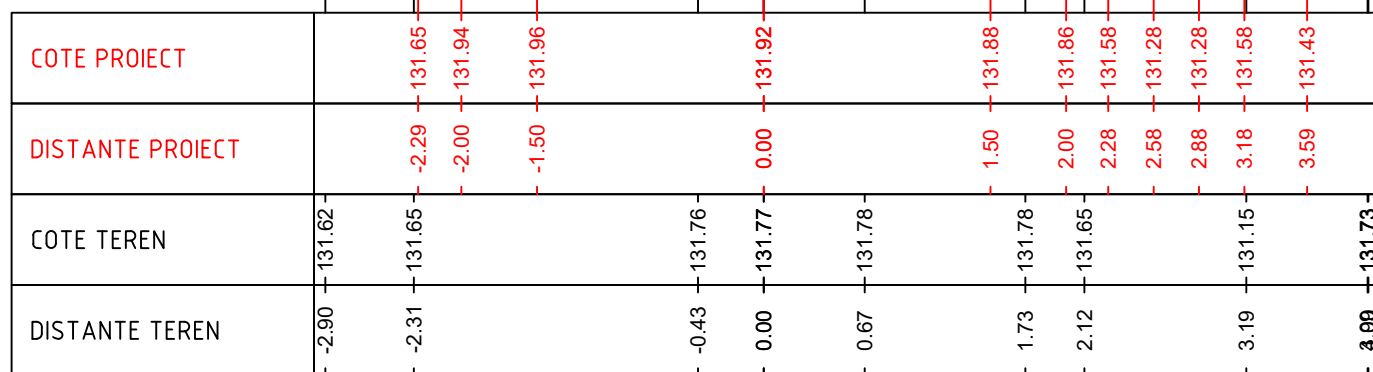 COTE PROIECT 131.65 131.94 131.96 131.92 131.88 131.86 131.58 131.28 131.28 131.58 131.43
DISTANTE PROIECT -2.29 -2.00 -1.50 0.00 1.50 2.00 2.28 2.58 2.88 3.18 3.59
COTE TEREN 131.62 131.65 131.76 131.77 131.78 131.78 131.65 131.15 131.73
DISTANTE TEREN -2.90 -2.31 -0.43 0.00 0.67 1.73 2.12 3.19